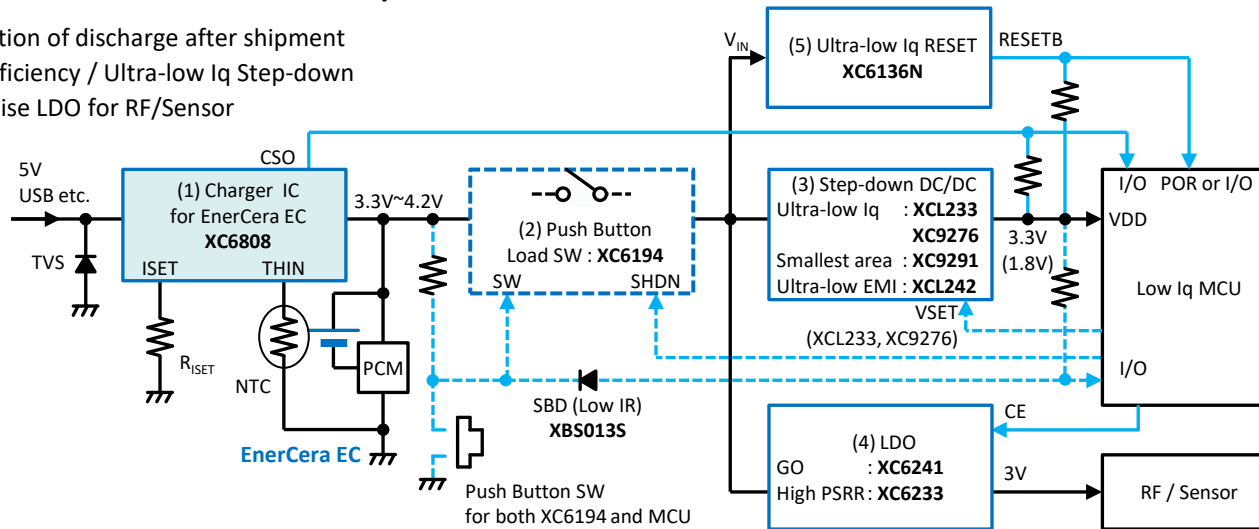 tion of discharge after shipment
ficiency / Ultra-low Iq Step-down
ise LDO for RF/Sensor
5V
USB etc.
TVS
CSO
(1) Charger IC
for EnerCera EC
XC6808
ISET
THIN
R_ISET
NTC
PCM
EnerCera EC
3.3V~4.2V
(2) Push Button
Load SW : XC6194
SW
SHDN
SBD (Low IR)
XBS013S
Push Button SW
for both XC6194 and MCU
V_IN
(5) Ultra-low Iq RESET
XC6136N
RESETB
(3) Step-down DC/DC
Ultra-low Iq : XCL233
XC9276
Smallest area : XC9291
Ultra-low EMI : XCL242
VSET
(XCL233, XC9276)
3.3V
(1.8V)
I/O
POR or I/O
VDD
Low Iq MCU
I/O
CE
(4) LDO
GO : XC6241
High PSRR : XC6233
3V
RF / Sensor